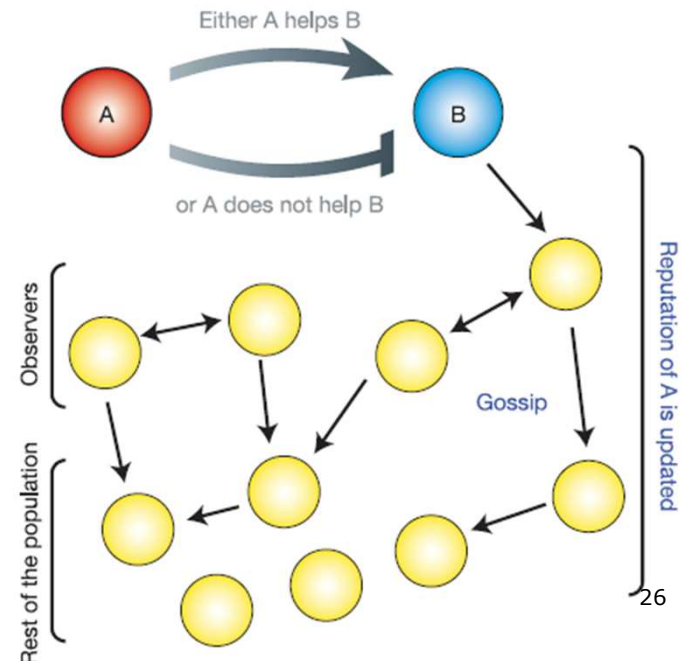 Either A helps B
A
B
or A does not help B
Observers
Gossip
Reputation of A is updated
Rest of the population
26